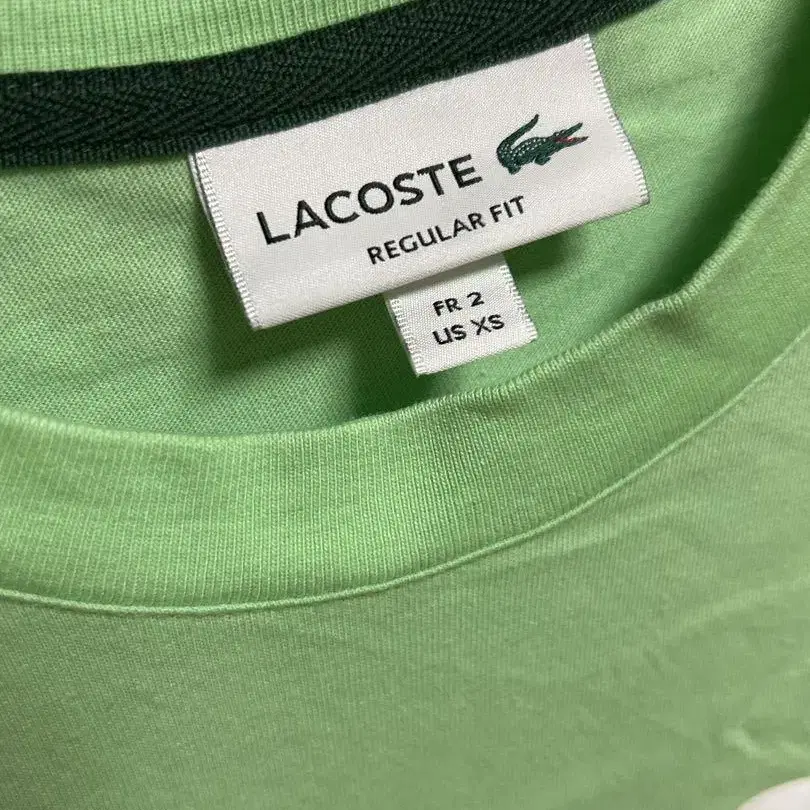 LACOSTE
REGULAR FIT
FR 2
US XS